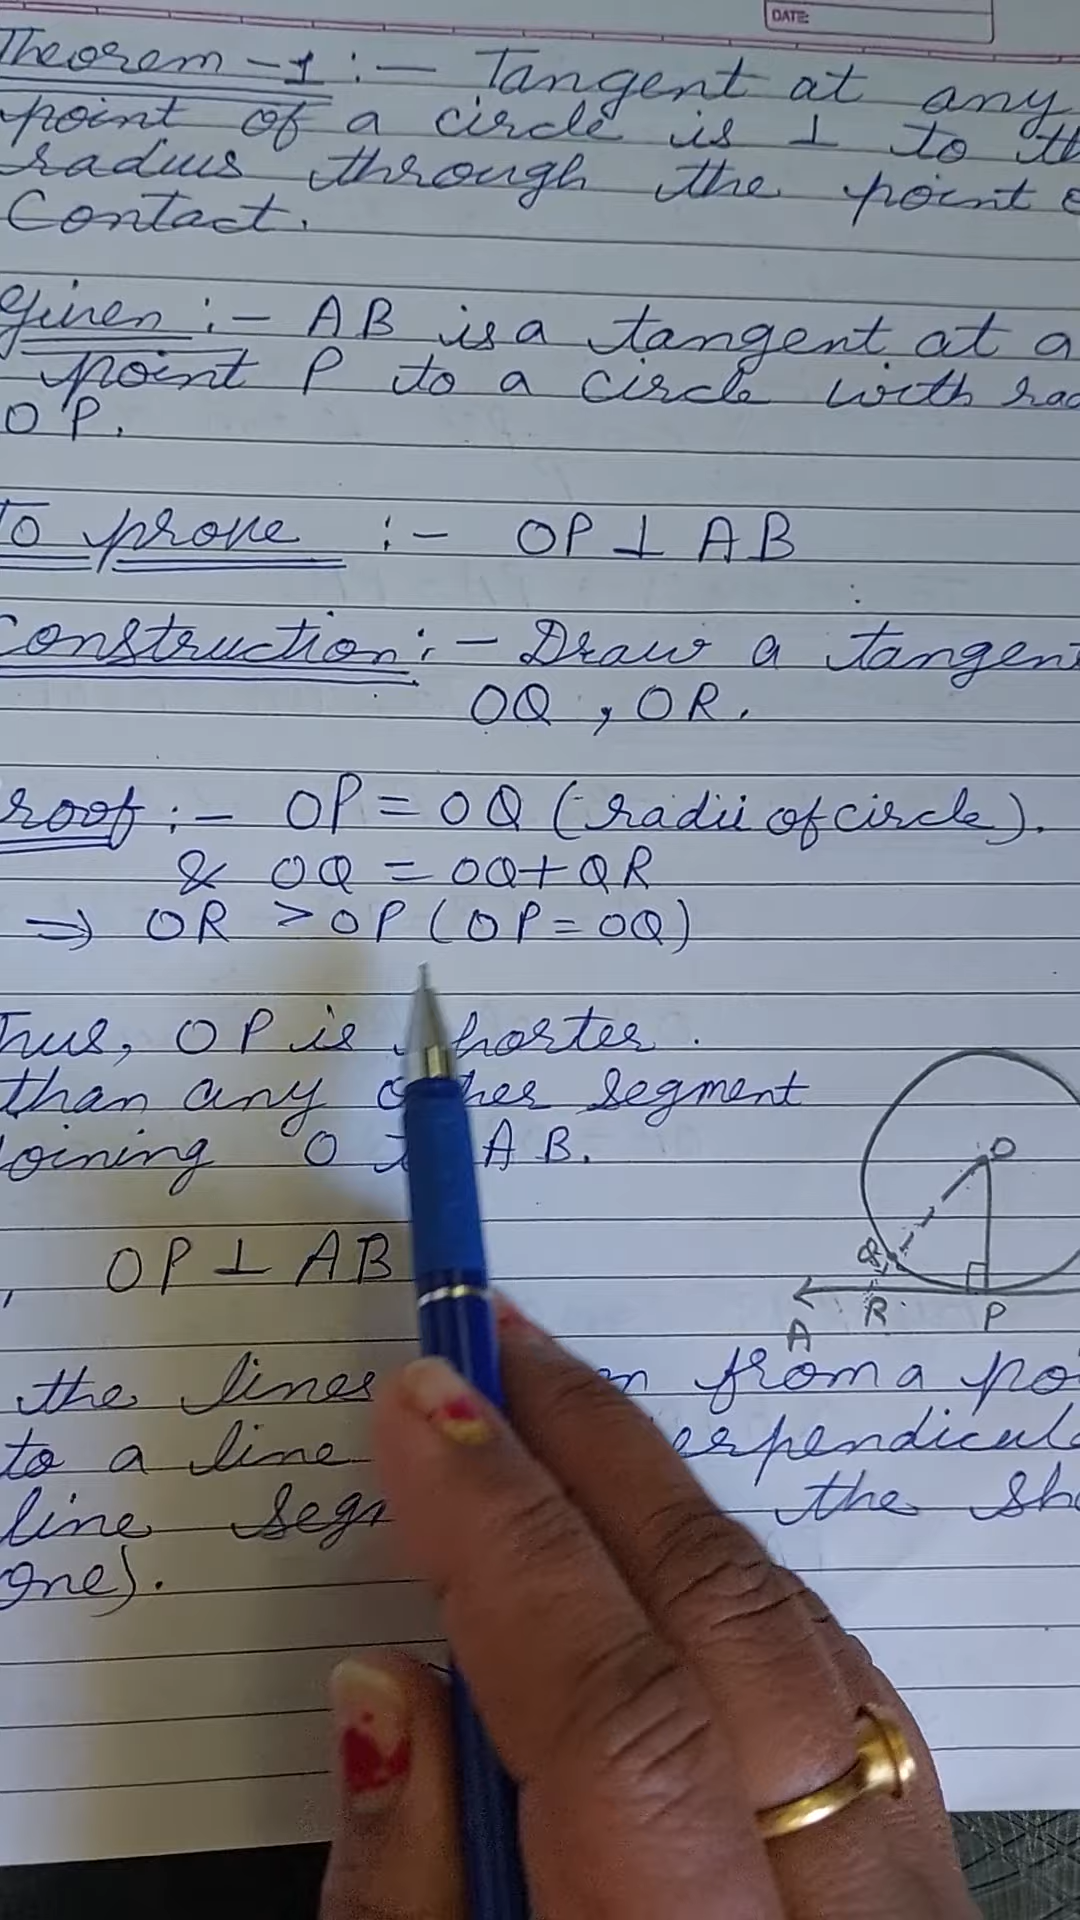 DATE:
Theorem-1 :- Tangent at any
point of a circle is ⊥ to th
radius through the point
Contact.
Given :- AB is a tangent at a
point P to a circle with rad
OP.
To prove :- OP ⊥ AB
Construction :- Draw a tangent
OQ , OR.
roof :- OP = OQ (radii of circle).
& OQ = OQ+QR
⇒ OR > OP (OP = OQ)
Thus, OP is shorter.
than any other segment
joining O to AB.
, OP ⊥ AB
O
Q
R
P
A
the lines from a po
to a line
line the sh
one).